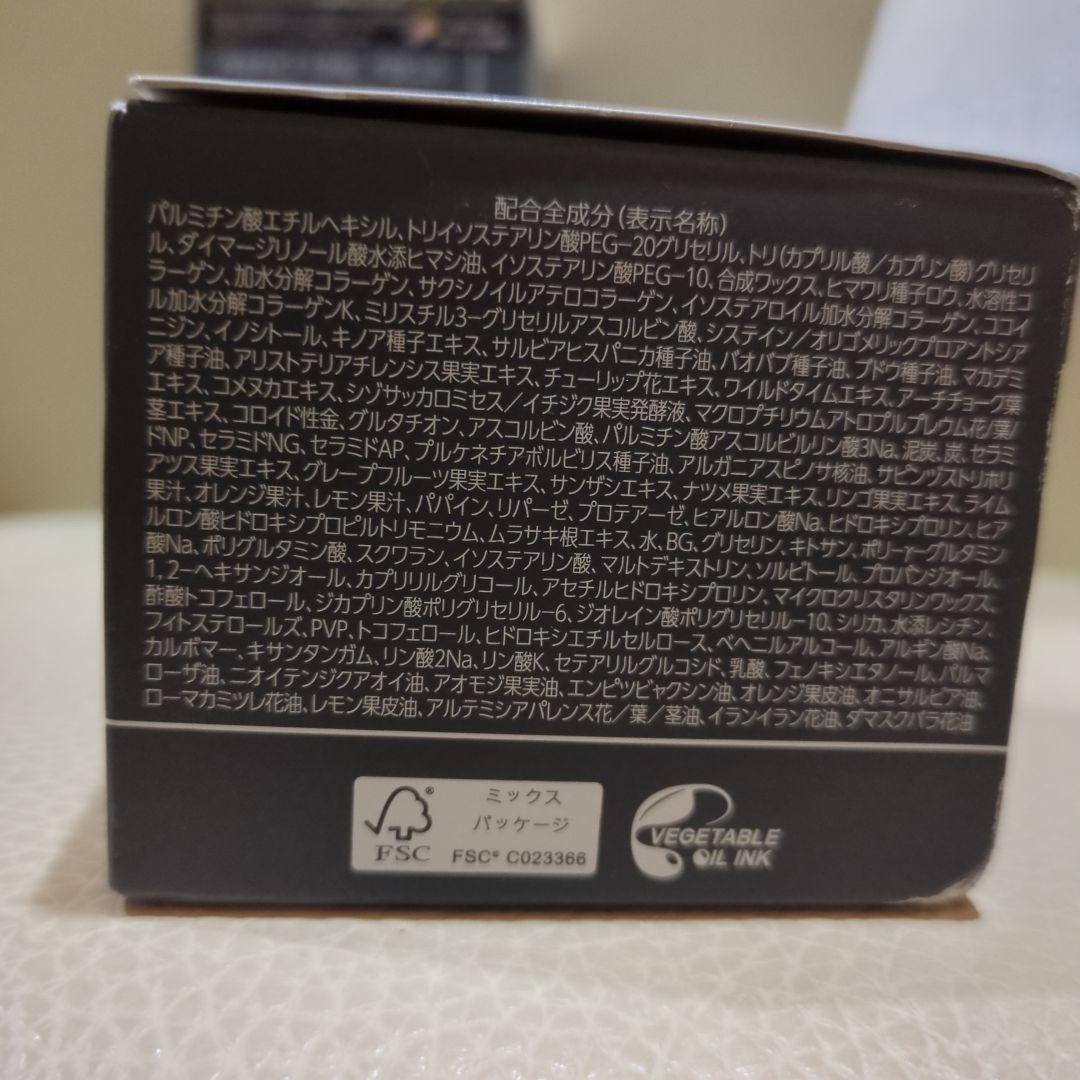 配合全成分(表示名称)
パルミチン酸エチルヘキシル、トリイソステアリン酸PEG-20グリセリル、トリ(カプリル酸/カプリン酸)グリセリ
ル、ダイマージリノール酸水添ヒマシ油、イソステアリン酸PEG-10、合成ワックス、ヒマワリ種子ロウ、水溶性コ
ラーゲン、加水分解コラーゲン、サクシノイルアテロコラーゲン、イソステアロイル加水分解コラーゲン、ココイ
ル加水分解コラーゲンK、ミリスチル3-グリセリルアスコルビン酸、システイン/オリゴメリックプロアントシア
ニジン、イノシトール、キノア種子エキス、サルビアヒスパニカ種子油、バオバブ種子油、ブドウ種子油、マカデミ
ア種子油、アリストテリアチレンシス果実エキス、チューリップ花エキス、ワイルドタイムエキス、アーチチョーク葉
エキス、コメヌカエキス、シゾサッカロミセス/イチジク果実発酵液、マクロプチリウムアトロプルプレウム花/葉/
茎エキス、コロイド性金、グルタチオン、アスコルビン酸、パルミチン酸アスコルビルリン酸3Na、泥炭、炭、セラミ
ドNP、セラミドNG、セラミドAP、プルケネチアボルビリス種子油、アルガニアスピノサ核油、サピンヅストリホリ
アツス果実エキス、グレープフルーツ果実エキス、サンザシエキス、ナツメ果実エキス、リンゴ果実エキス、ライム
果汁、オレンジ果汁、レモン果汁、パパイン、リパーゼ、プロテアーゼ、ヒアルロン酸Na、ヒドロキシプロリン、ヒア
ルロン酸ヒドロキシプロピルトリモニウム、ムラサキ根エキス、水、BG、グリセリン、キトサン、ポリ-γ-グルタミン
酸Na、ポリグルタミン酸、スクワラン、イソステアリン酸、マルトデキストリン、ソルビトール、プロパンジオール、
1,2-ヘキサンジオール、カプリリルグリコール、アセチルヒドロキシプロリン、マイクロクリスタリンワックス、
酢酸トコフェロール、ジカプリン酸ポリグリセリル-6、ジオレイン酸ポリグリセリル-10、シリカ、水添レシチン、
フィトステロールズ、PVP、トコフェロール、ヒドロキシエチルセルロース、ベヘニルアルコール、アルギン酸Na、
カルボマー、キサンタンガム、リン酸2Na、リン酸K、セテアリルグルコシド、乳酸、フェノキシエタノール、パルマ
ローザ油、ニオイテンジクアオイ油、アオモジ果実油、エンピツビャクシン油、オレンジ果皮油、オニサルビア油、
ローマカミツレ花油、レモン果皮油、アルテミシアパレンス花/葉/茎油、イランイラン花油、ダマスクバラ花油
ミックス
パッケージ
FSC
FSC® C023366
VEGETABLE
OIL INK